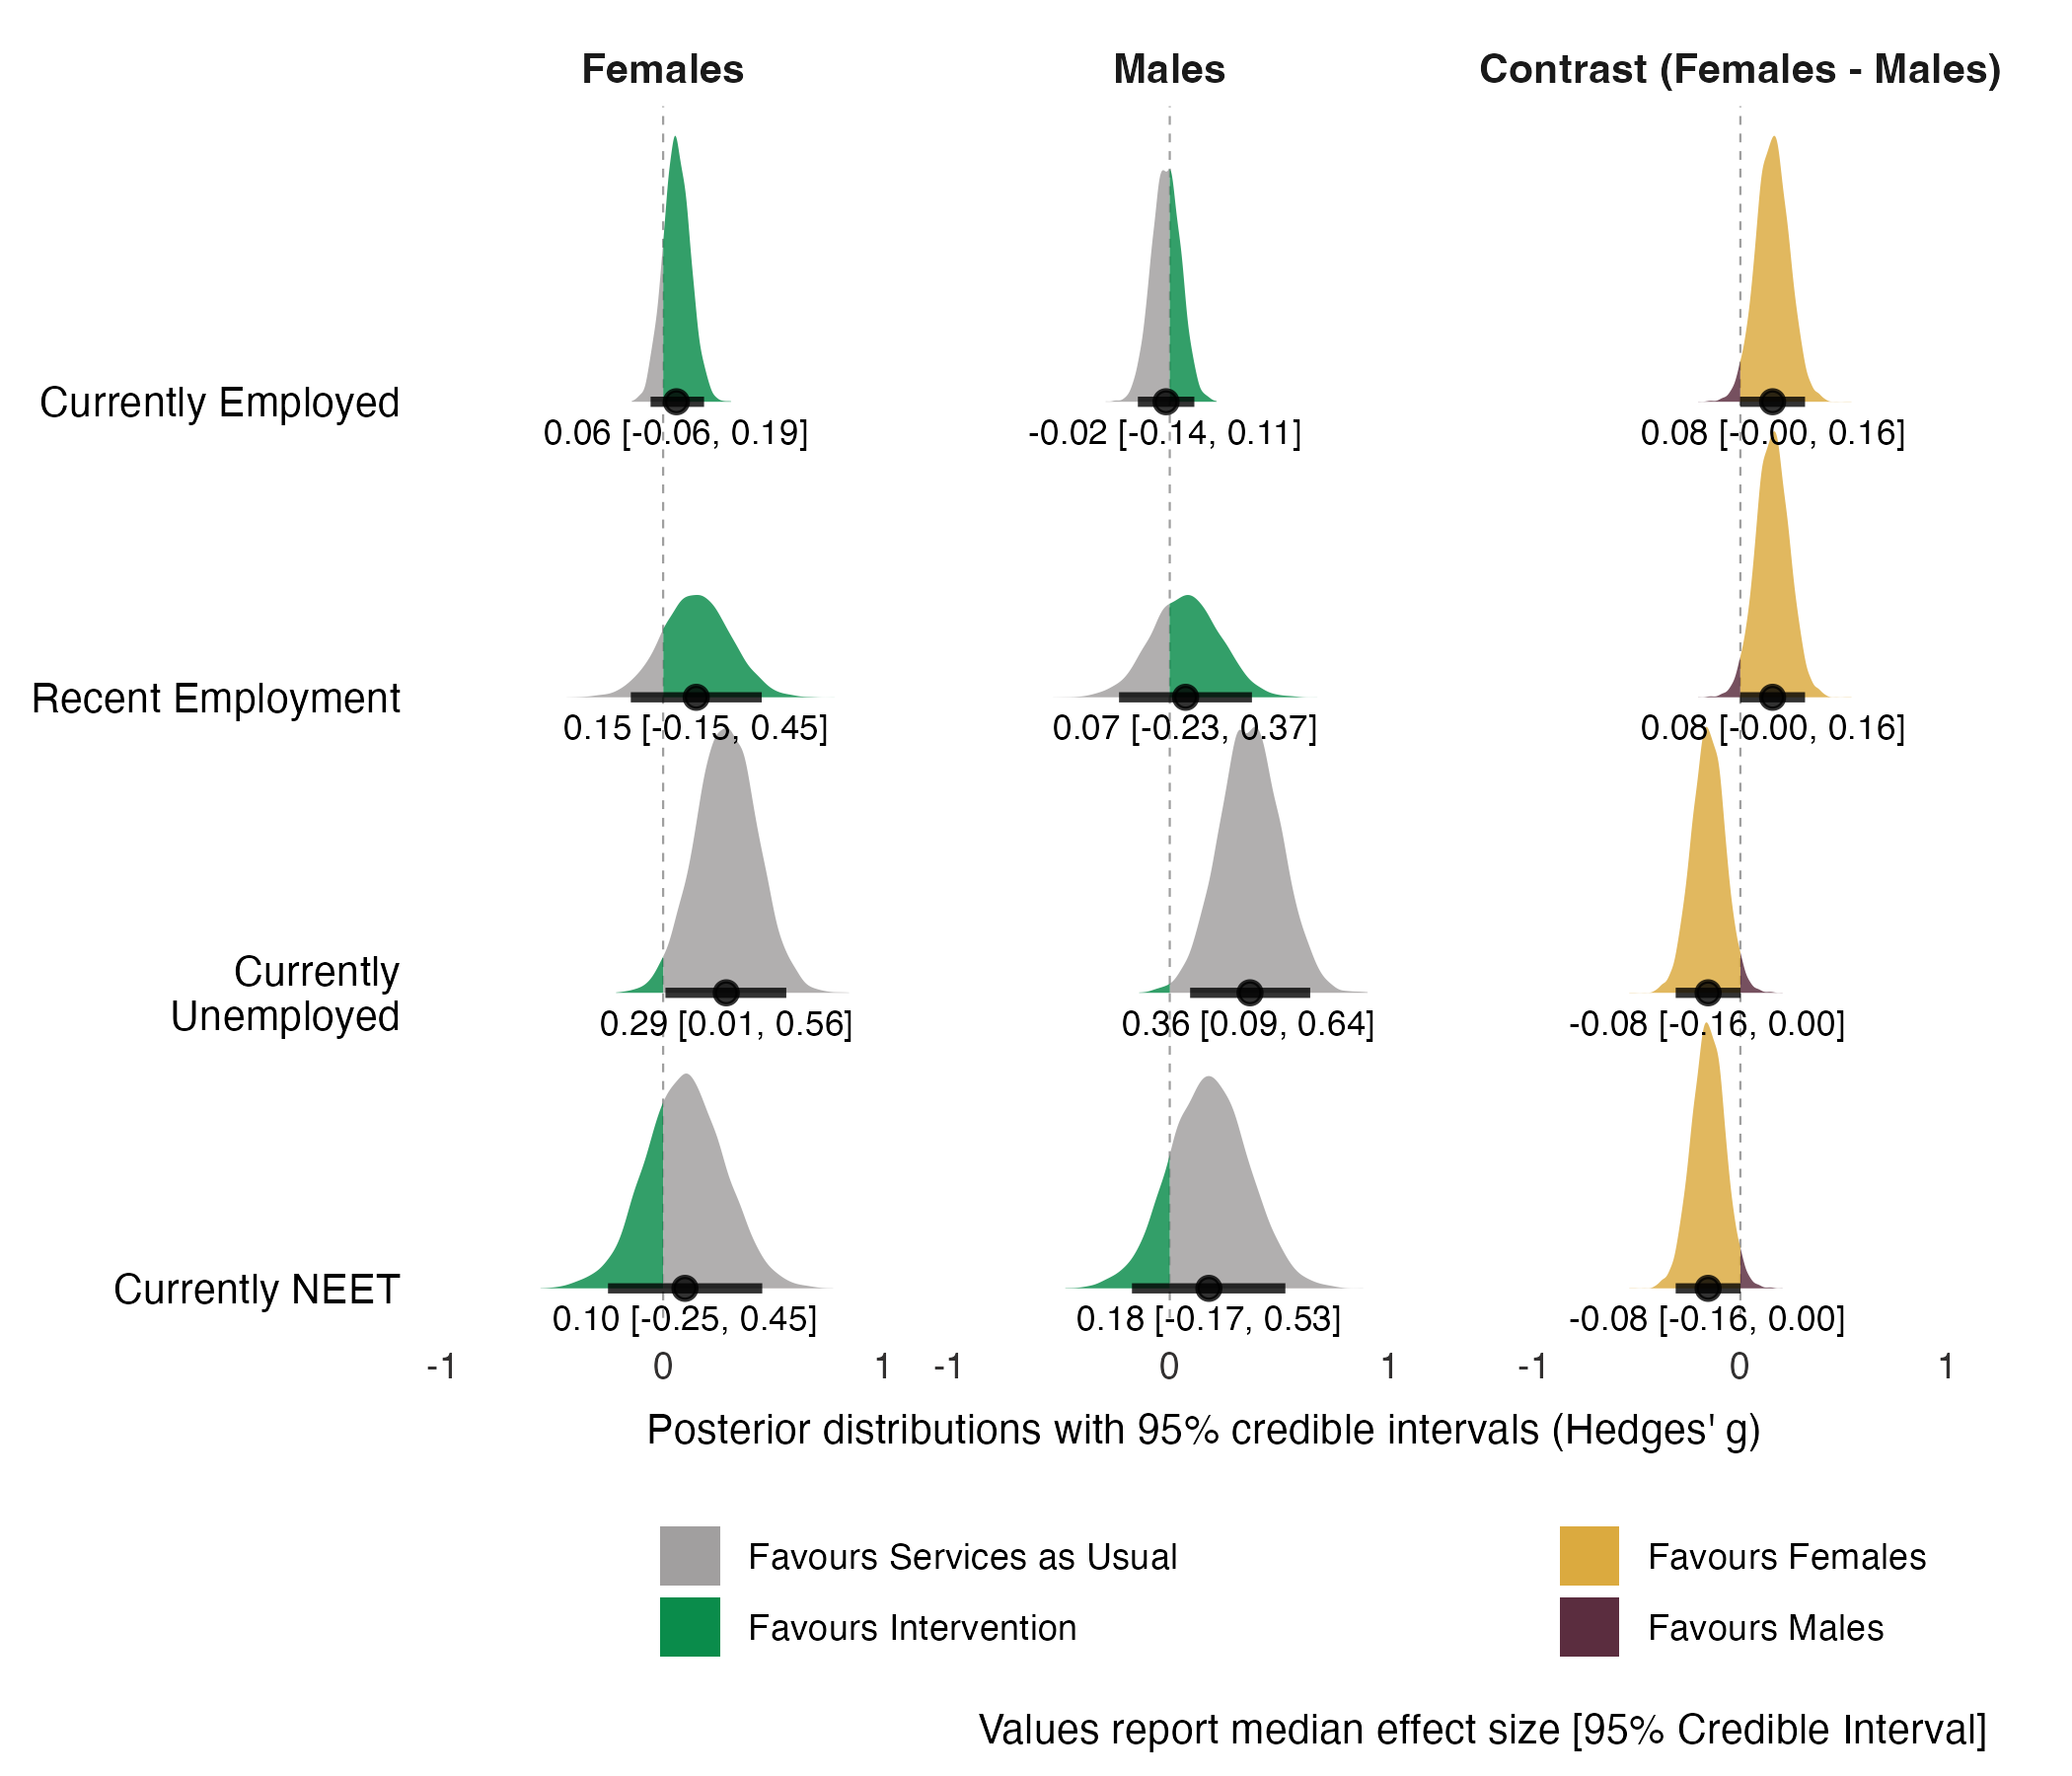 Females Males Contrast (Females - Males)
Currently Employed
0.06 [-0.06, 0.19] -0.02 [-0.14, 0.11] 0.08 [-0.00, 0.16]
Recent Employment
0.15 [-0.15, 0.45] 0.07 [-0.23, 0.37] 0.08 [-0.00, 0.16]
Currently
Unemployed
0.29 [0.01, 0.56] 0.36 [0.09, 0.64] -0.08 [-0.16, 0.00]
Currently NEET
0.10 [-0.25, 0.45] 0.18 [-0.17, 0.53] -0.08 [-0.16, 0.00]
-1 0 1 -1 0 1 -1 0 1
Posterior distributions with 95% credible intervals (Hedges' g)
Favours Services as Usual Favours Females
Favours Intervention Favours Males
Values report median effect size [95% Credible Interval]